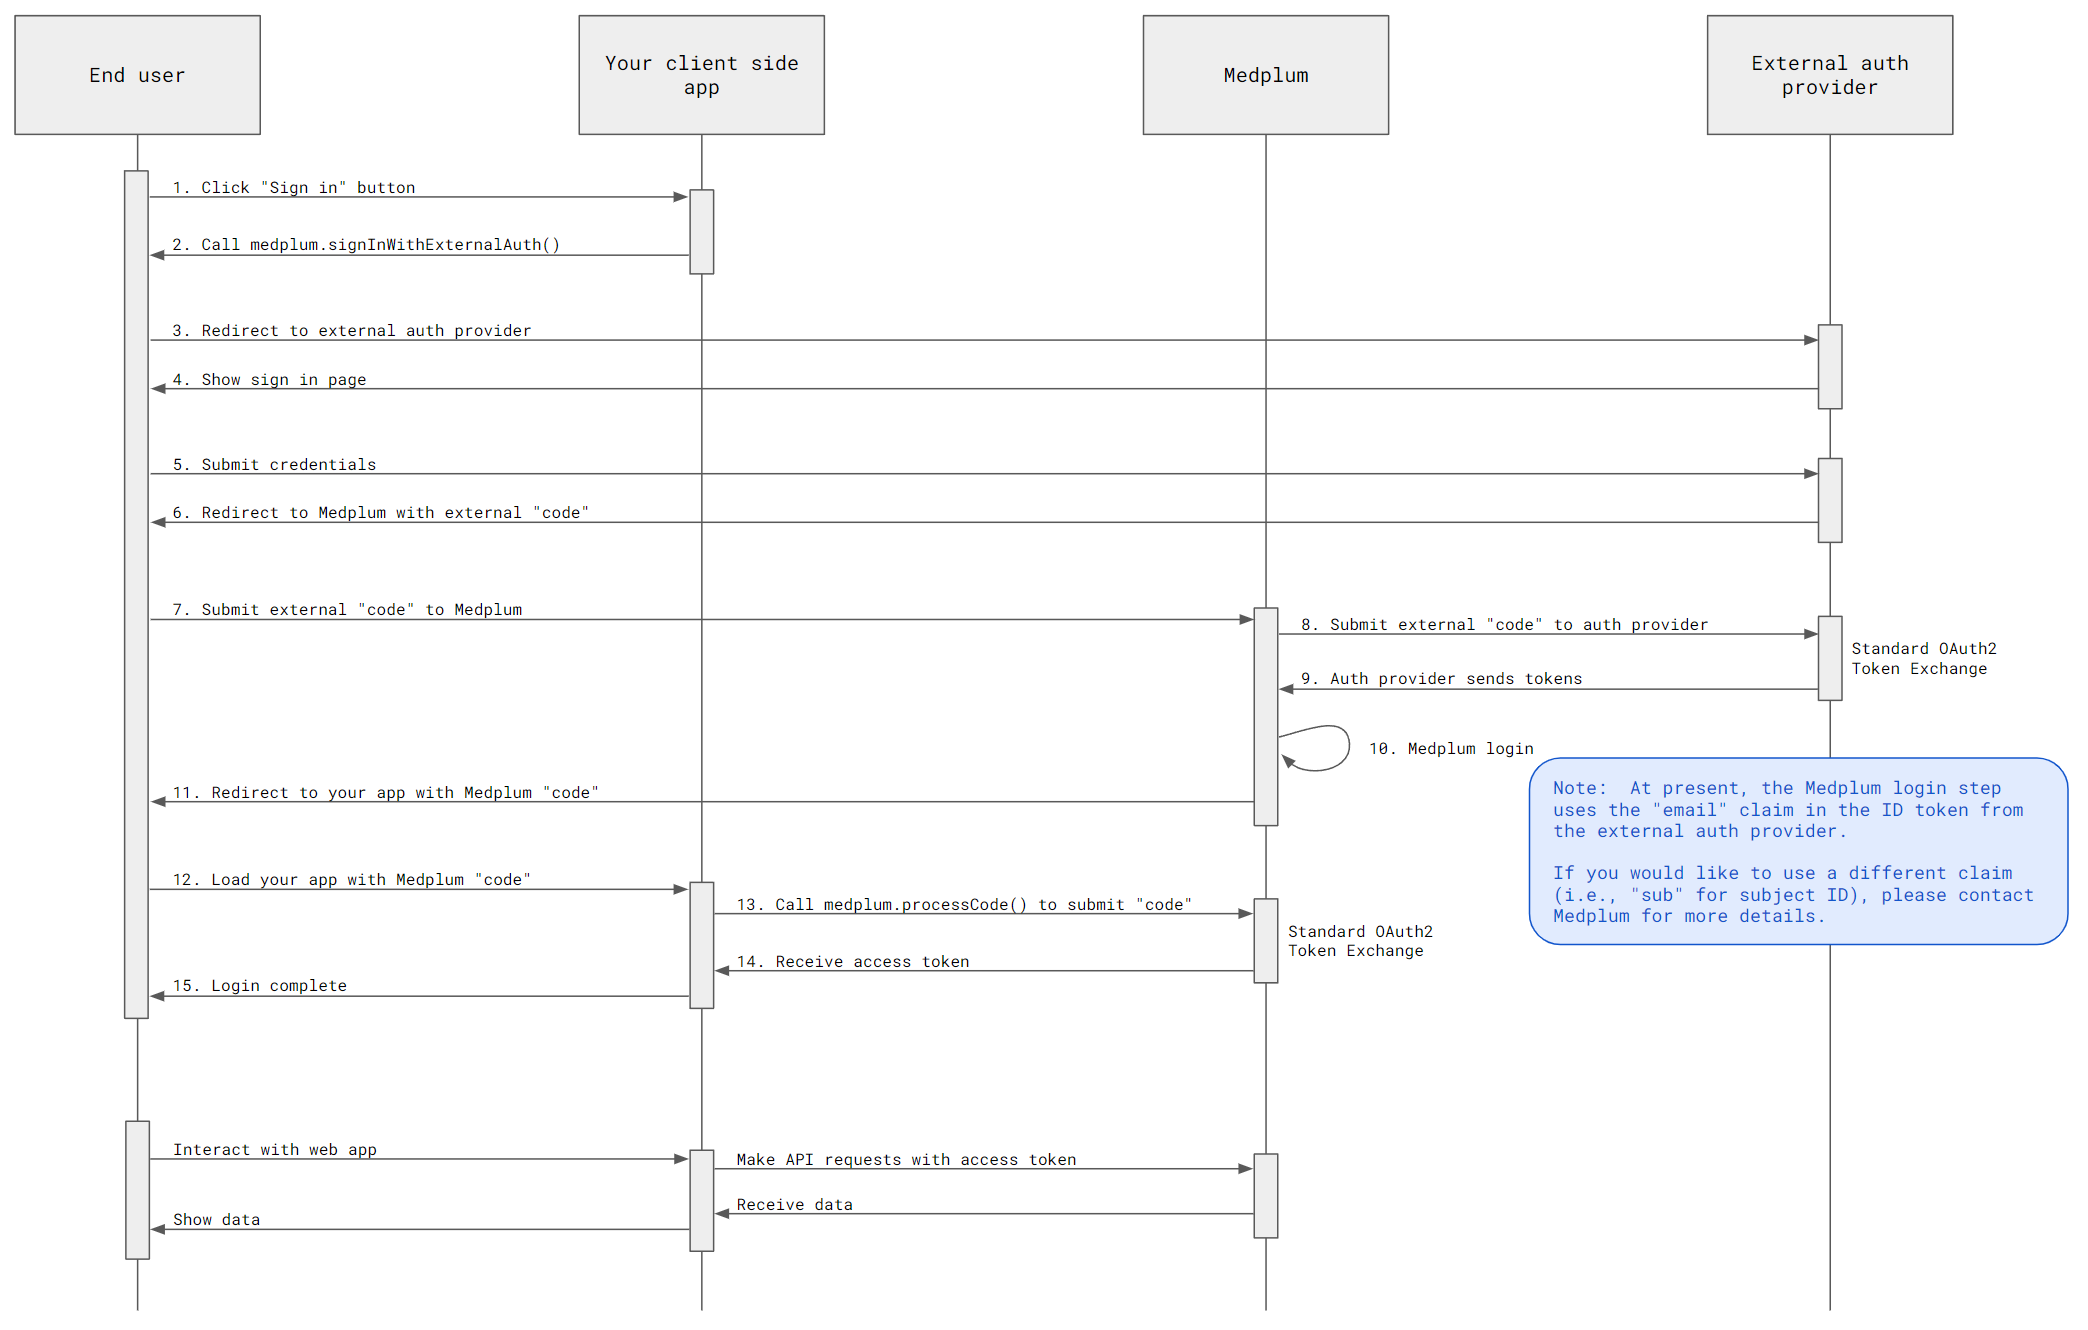 End user
Your client side
app
Medplum
External auth
provider
1. Click "Sign in" button
2. Call medplum.signInWithExternalAuth()
3. Redirect to external auth provider
4. Show sign in page
5. Submit credentials
6. Redirect to Medplum with external "code"
7. Submit external "code" to Medplum
8. Submit external "code" to auth provider
Standard OAuth2
Token Exchange
9. Auth provider sends tokens
10. Medplum login
Note:  At present, the Medplum login step
uses the "email" claim in the ID token from
the external auth provider.
If you would like to use a different claim
(i.e., "sub" for subject ID), please contact
Medplum for more details.
11. Redirect to your app with Medplum "code"
12. Load your app with Medplum "code"
13. Call medplum.processCode() to submit "code"
Standard OAuth2
Token Exchange
14. Receive access token
15. Login complete
Interact with web app
Make API requests with access token
Receive data
Show data